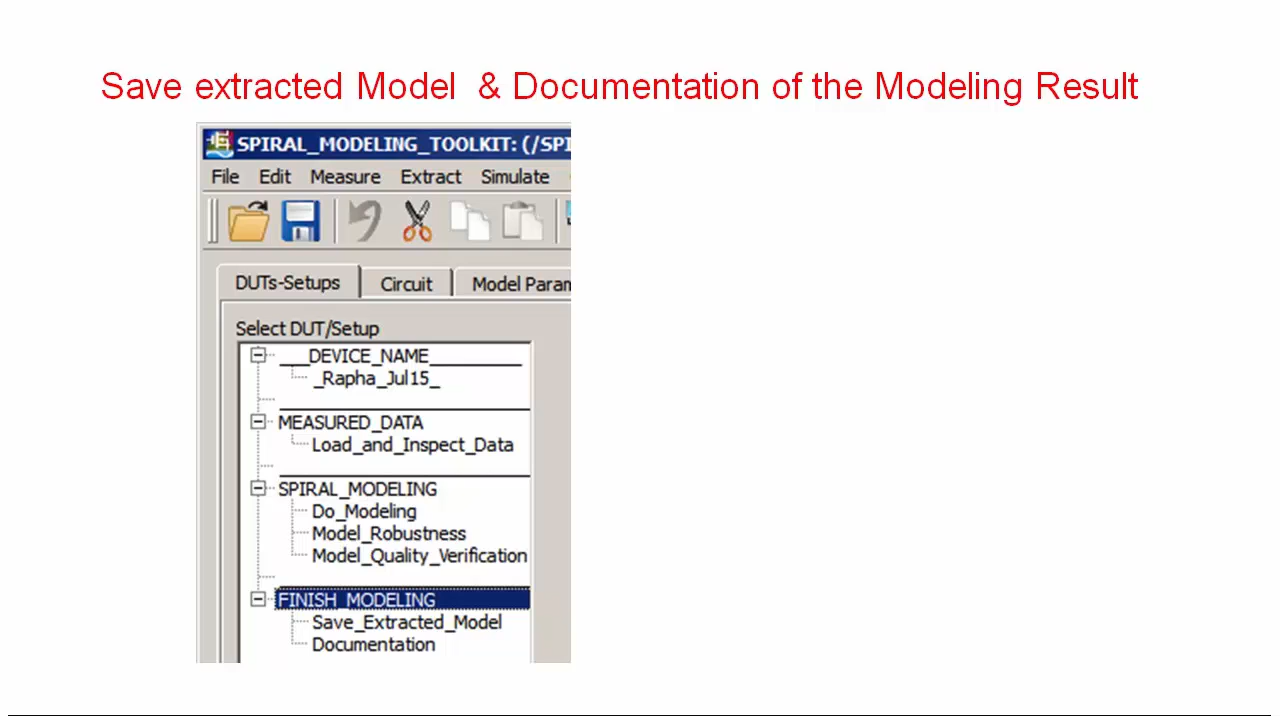 Save extracted Model & Documentation of the Modeling Result
SPIRAL_MODELING_TOOLKIT: (/SPI
File Edit Measure Extract Simulate
DUTs-Setups Circuit Model Param
Select DUT/Setup
___DEVICE_NAME_________
_Rapha_Jul15_
MEASURED_DATA
Load_and_Inspect_Data
SPIRAL_MODELING
Do_Modeling
Model_Robustness
Model_Quality_Verification
FINISH_MODELING
Save_Extracted_Model
Documentation